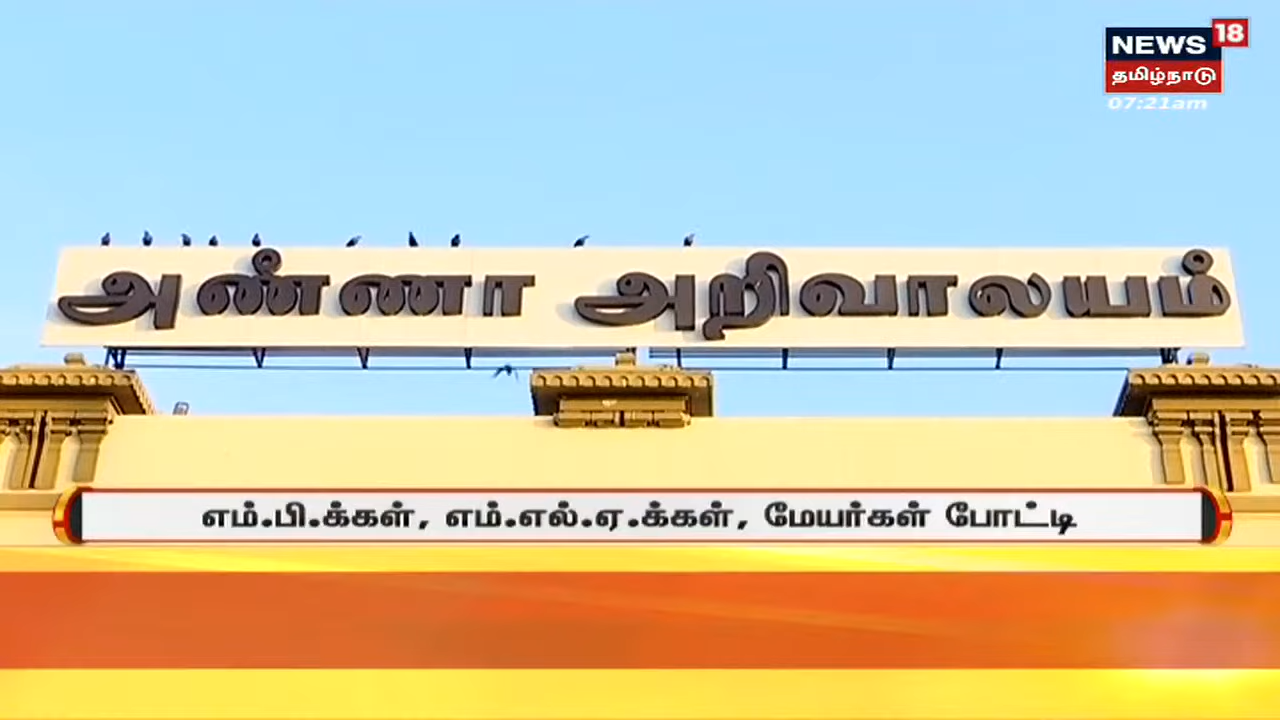 NEWS 18
தமிழ்நாடு
07:21am
அண்ணா அறிவாலயம்
எம்.பி.க்கள், எம்.எல்.ஏ.க்கள், மேயர்கள் போட்டி